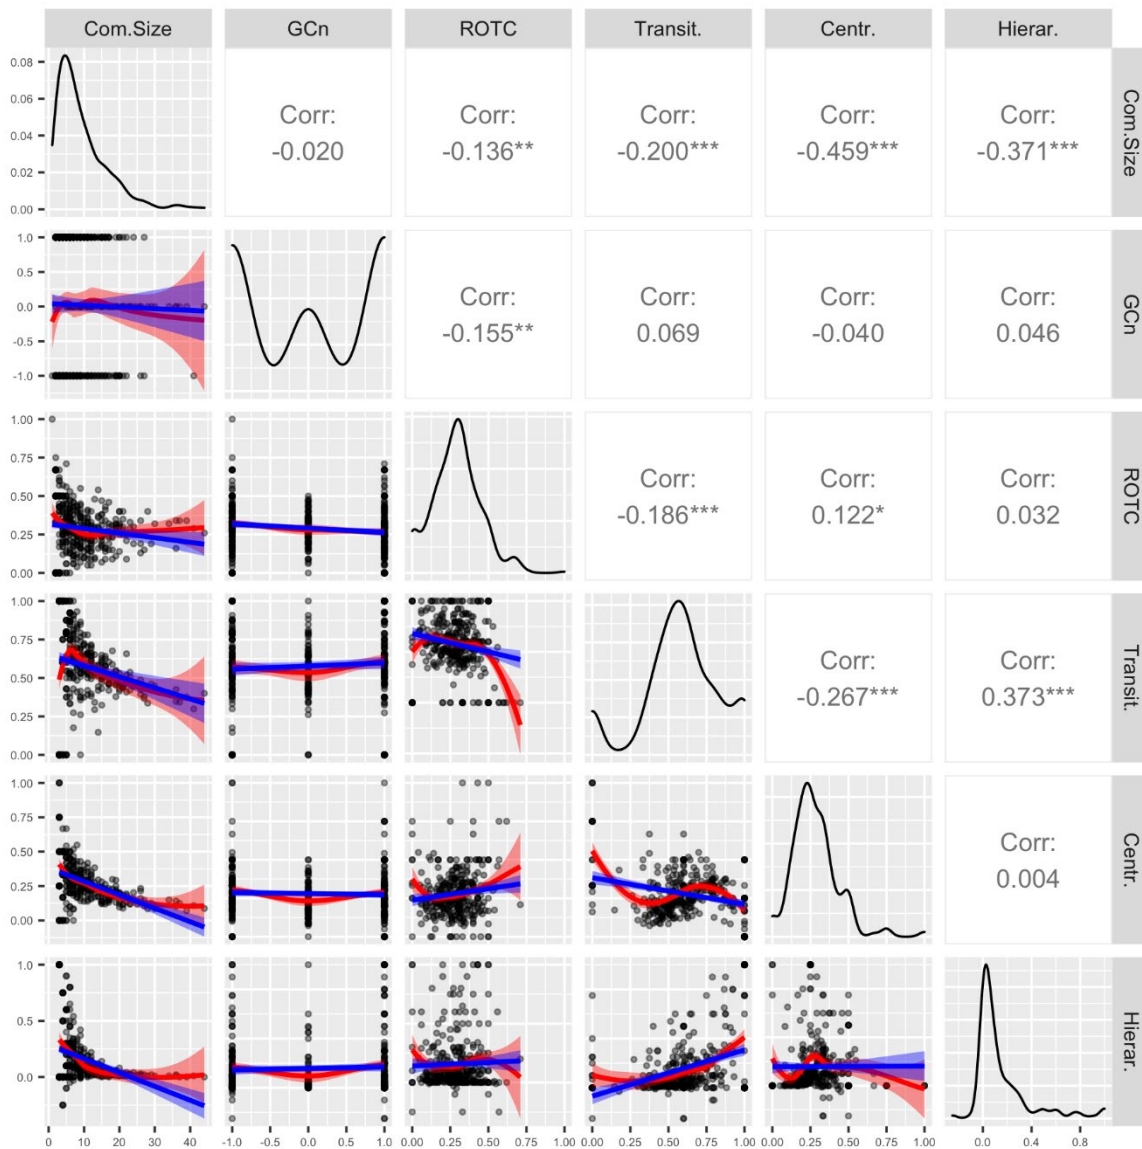 Com.Size GCn ROTC Transit. Centr. Hierar.
0.08
0.06
0.04
0.02
0.00
Corr: Corr: Corr: Corr: Corr:
-0.020 -0.136** -0.200*** -0.459*** -0.371***
Com.Size
1.0
0.5
0.0
-0.5
-1.0
Corr: Corr: Corr: Corr:
-0.155** 0.069 -0.040 0.046
GCn
1.00
0.75
0.50
0.25
0.00
Corr: Corr: Corr:
-0.186*** 0.122* 0.032
ROTC
1.00
0.75
0.50
0.25
0.00
Corr: Corr:
-0.267*** 0.373***
Transit.
1.00
0.75
0.50
0.25
0.00
Corr:
0.004
Centr.
1.0
0.5
0.0
Hierar.
0 10 20 30 40 -1.0 -0.5 0.0 0.5 1.0 0.00 0.25 0.50 0.75 1.00 0.00 0.25 0.50 0.75 1.00 0.00 0.25 0.50 0.75 1.00 0.0 0.4 0.8